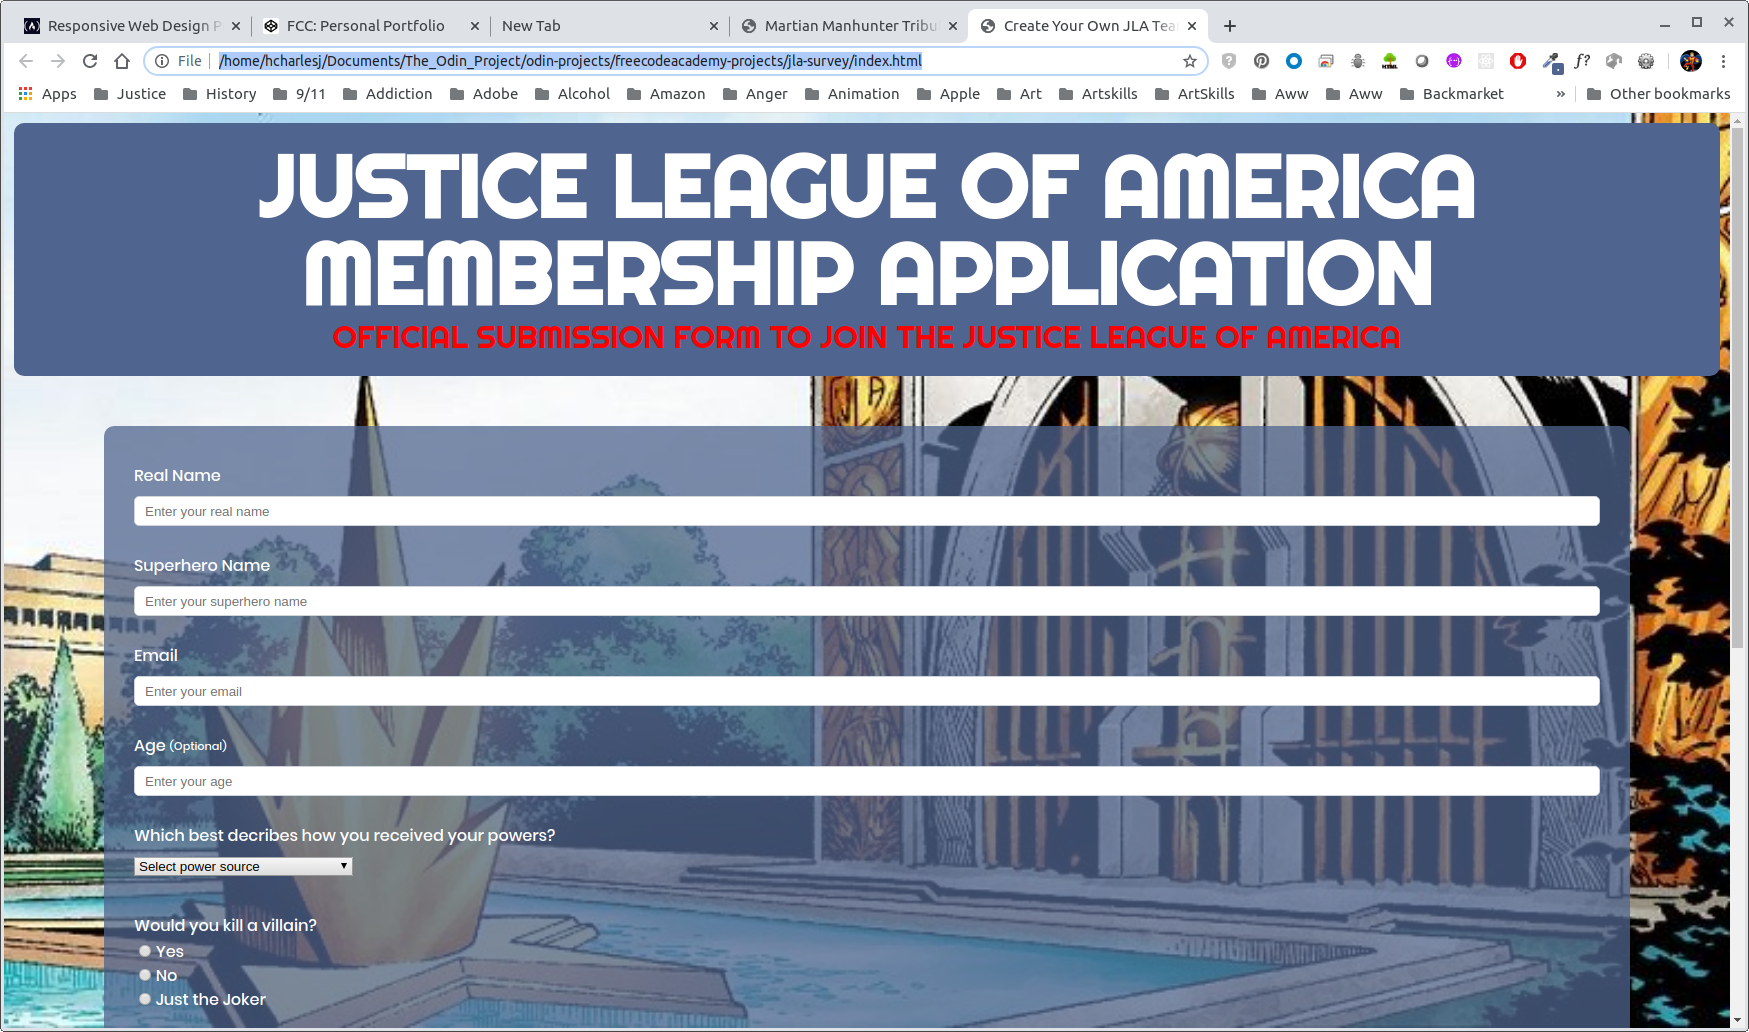 Responsive Web Design P
FCC: Personal Portfolio
New Tab
Martian Manhunter Tribu
Create Your Own JLA Tea
File /home/hcharlesj/Documents/The_Odin_Project/odin-projects/freecodeacademy-projects/jla-survey/index.html
Apps Justice History 9/11 Addiction Adobe Alcohol Amazon Anger Animation Apple Art Artskills ArtSkills Aww Aww Backmarket » Other bookmarks
JUSTICE LEAGUE OF AMERICA
MEMBERSHIP APPLICATION
OFFICIAL SUBMISSION FORM TO JOIN THE JUSTICE LEAGUE OF AMERICA
JLA
Real Name
Enter your real name
Superhero Name
Enter your superhero name
Email
Enter your email
Age (Optional)
Enter your age
Which best decribes how you received your powers?
Select power source
Would you kill a villain?
Yes
No
Just the Joker